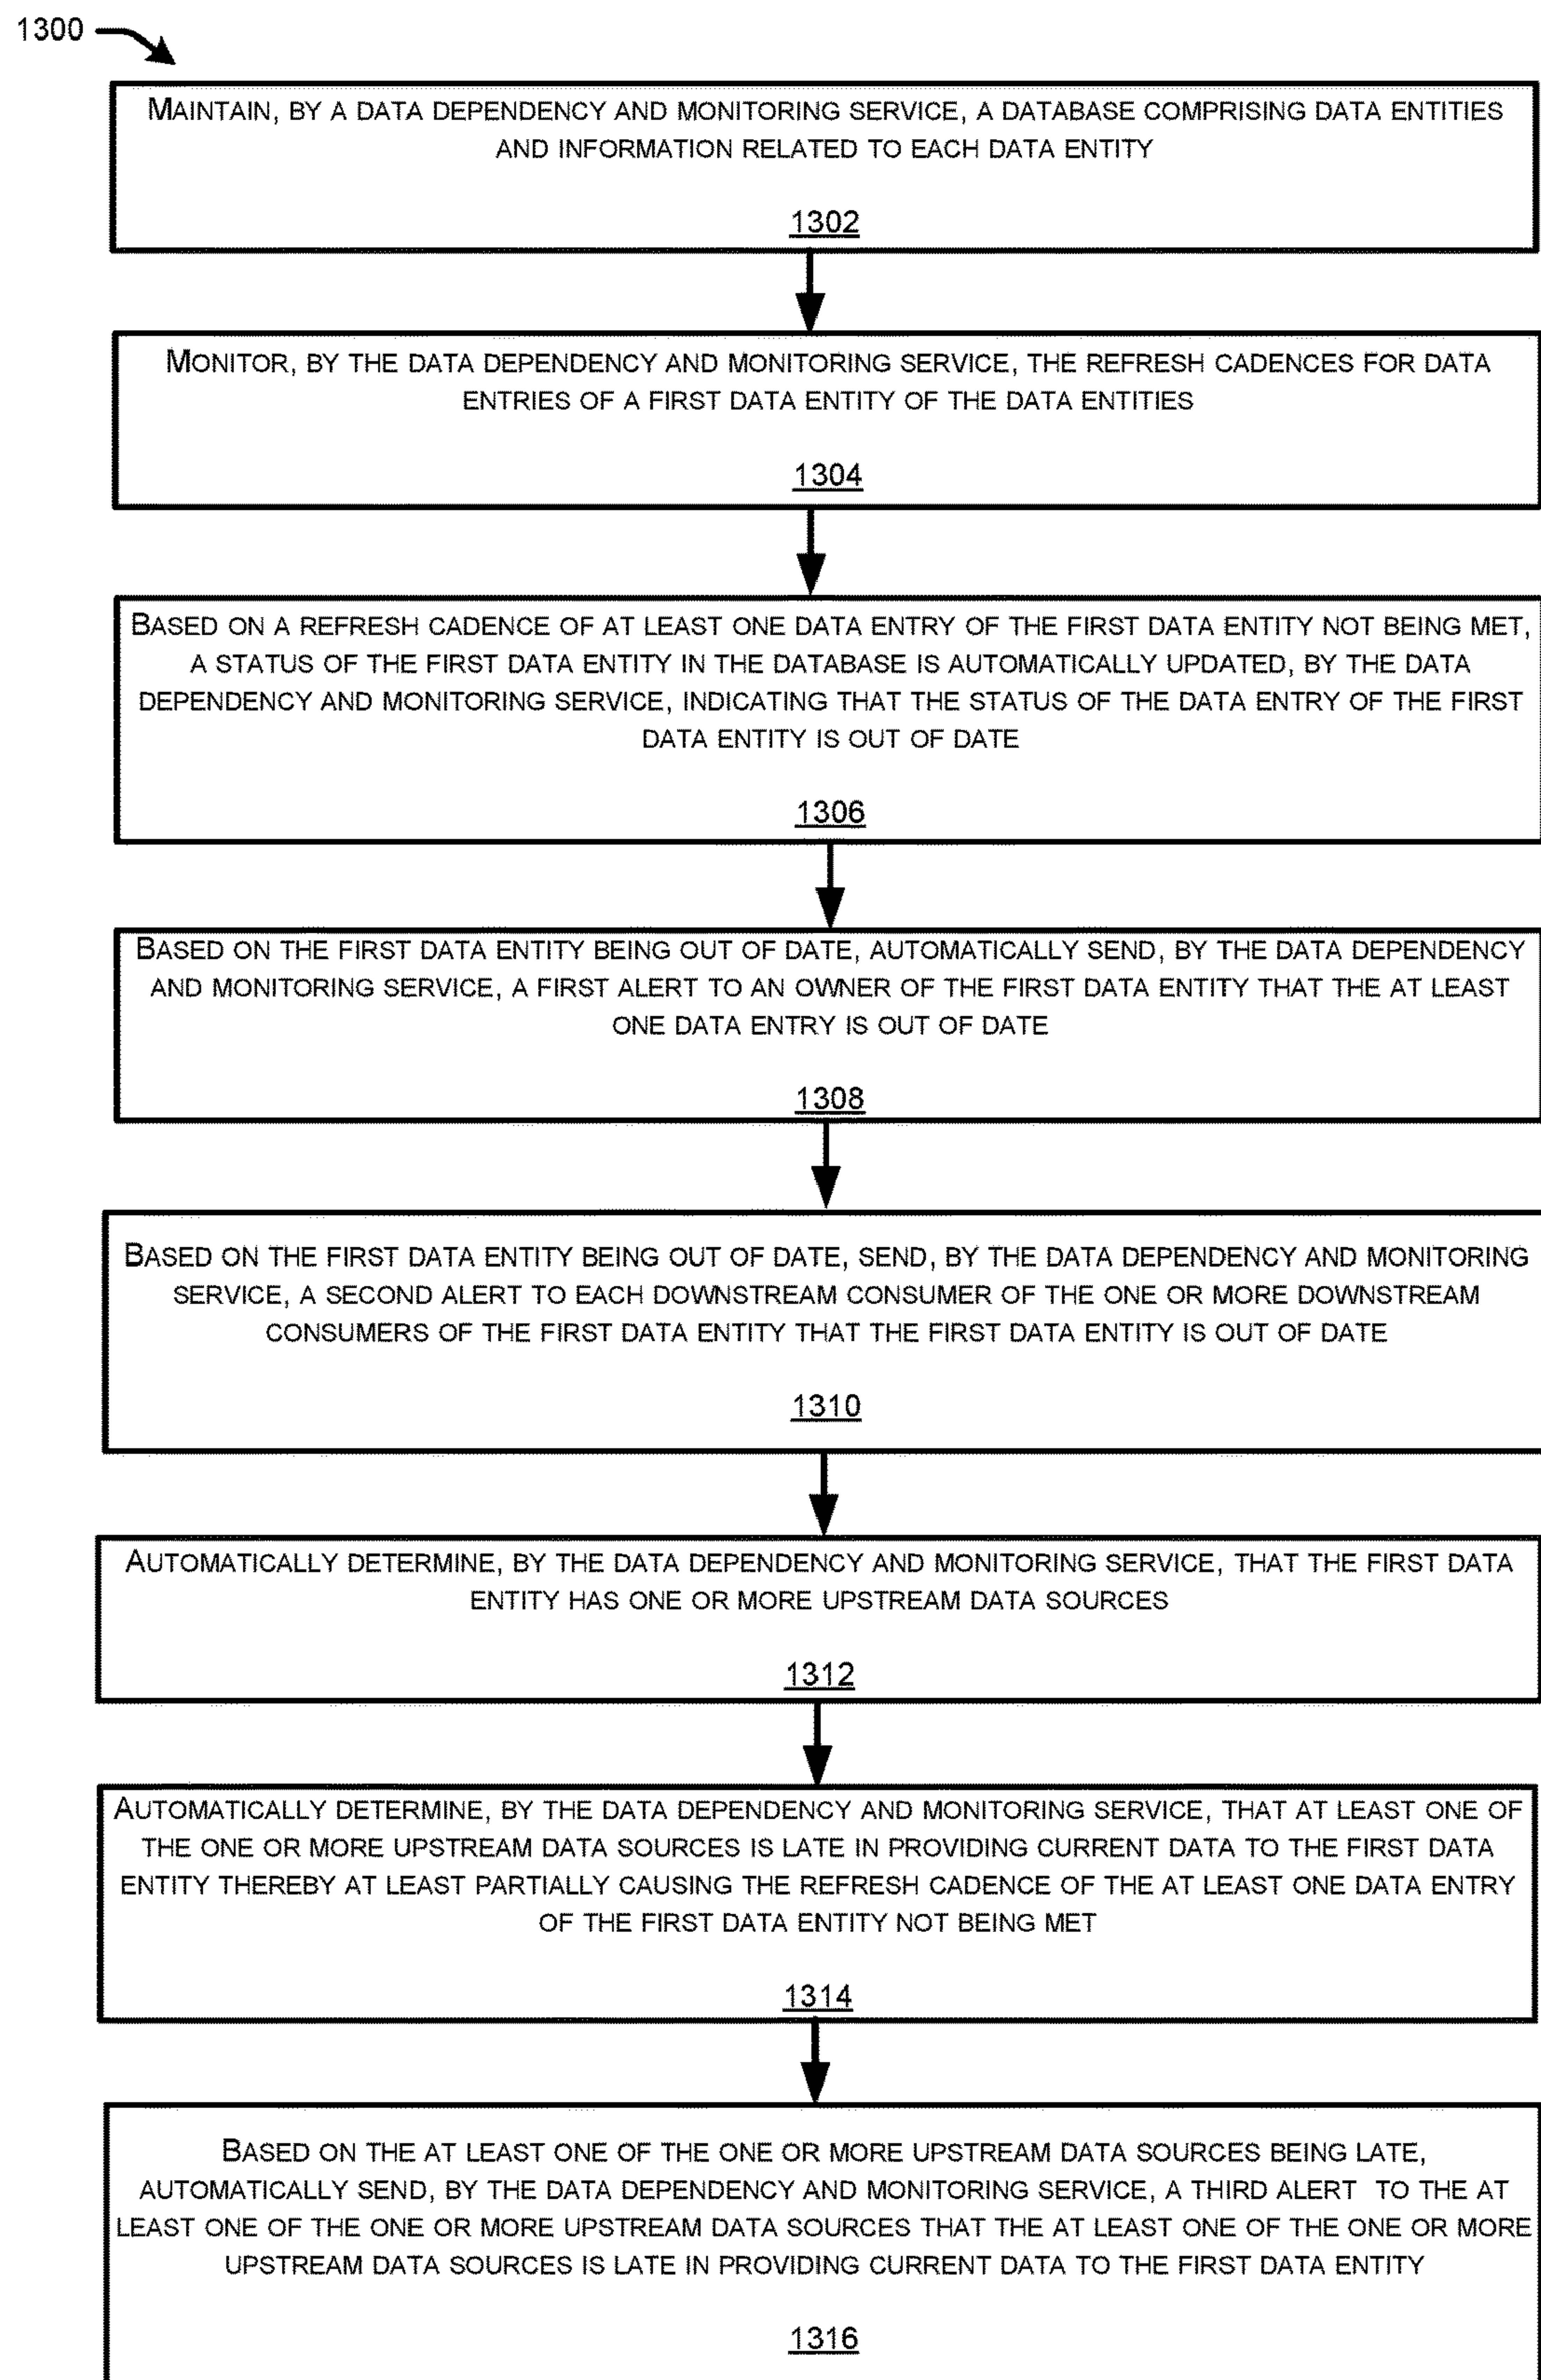 1300
MAINTAIN, BY A DATA DEPENDENCY AND MONITORING SERVICE, A DATABASE COMPRISING DATA ENTITIES
AND INFORMATION RELATED TO EACH DATA ENTITY
1302
MONITOR, BY THE DATA DEPENDENCY AND MONITORING SERVICE, THE REFRESH CADENCES FOR DATA
ENTRIES OF A FIRST DATA ENTITY OF THE DATA ENTITIES
1304
BASED ON A REFRESH CADENCE OF AT LEAST ONE DATA ENTRY OF THE FIRST DATA ENTITY NOT BEING MET,
A STATUS OF THE FIRST DATA ENTITY IN THE DATABASE IS AUTOMATICALLY UPDATED, BY THE DATA
DEPENDENCY AND MONITORING SERVICE, INDICATING THAT THE STATUS OF THE DATA ENTRY OF THE FIRST
DATA ENTITY IS OUT OF DATE
1306
BASED ON THE FIRST DATA ENTITY BEING OUT OF DATE, AUTOMATICALLY SEND, BY THE DATA DEPENDENCY
AND MONITORING SERVICE, A FIRST ALERT TO AN OWNER OF THE FIRST DATA ENTITY THAT THE AT LEAST
ONE DATA ENTRY IS OUT OF DATE
1308
BASED ON THE FIRST DATA ENTITY BEING OUT OF DATE, SEND, BY THE DATA DEPENDENCY AND MONITORING
SERVICE, A SECOND ALERT TO EACH DOWNSTREAM CONSUMER OF THE ONE OR MORE DOWNSTREAM
CONSUMERS OF THE FIRST DATA ENTITY THAT THE FIRST DATA ENTITY IS OUT OF DATE
1310
AUTOMATICALLY DETERMINE, BY THE DATA DEPENDENCY AND MONITORING SERVICE, THAT THE FIRST DATA
ENTITY HAS ONE OR MORE UPSTREAM DATA SOURCES
1312
AUTOMATICALLY DETERMINE, BY THE DATA DEPENDENCY AND MONITORING SERVICE, THAT AT LEAST ONE OF
THE ONE OR MORE UPSTREAM DATA SOURCES IS LATE IN PROVIDING CURRENT DATA TO THE FIRST DATA
ENTITY THEREBY AT LEAST PARTIALLY CAUSING THE REFRESH CADENCE OF THE AT LEAST ONE DATA ENTRY
OF THE FIRST DATA ENTITY NOT BEING MET
1314
BASED ON THE AT LEAST ONE OF THE ONE OR MORE UPSTREAM DATA SOURCES BEING LATE,
AUTOMATICALLY SEND, BY THE DATA DEPENDENCY AND MONITORING SERVICE, A THIRD ALERT TO THE AT
LEAST ONE OF THE ONE OR MORE UPSTREAM DATA SOURCES THAT THE AT LEAST ONE OF THE ONE OR MORE
UPSTREAM DATA SOURCES IS LATE IN PROVIDING CURRENT DATA TO THE FIRST DATA ENTITY
1316